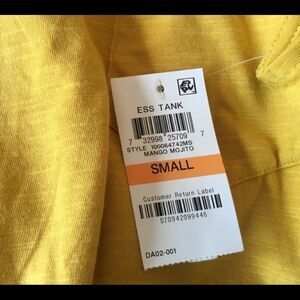 ESS TANK
7 32998 25709 7
STYLE 100064742MS
MANGO MOJITO
SMALL
Customer Return Label
070942099446
DA02-001